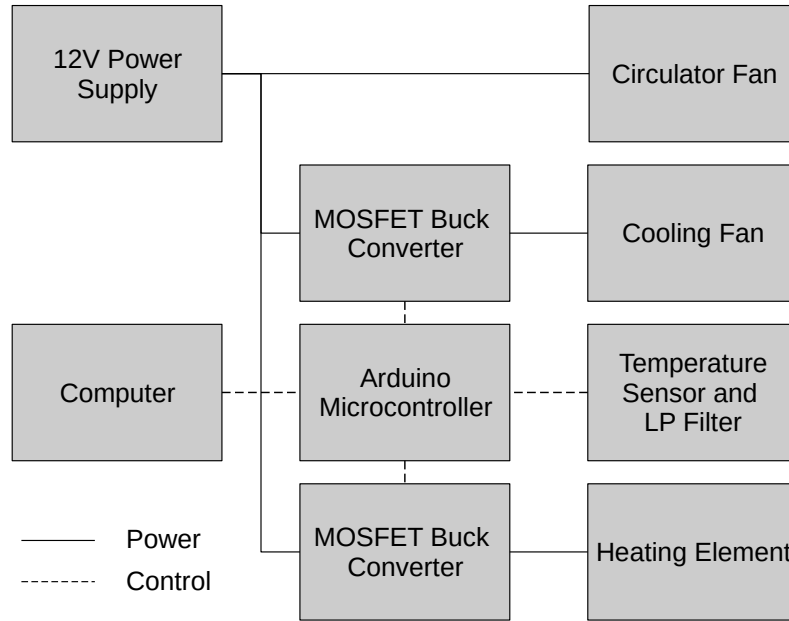 12V Power
Supply
Circulator Fan
MOSFET Buck
Converter
Cooling Fan
Computer
Arduino
Microcontroller
Temperature
Sensor and
LP Filter
MOSFET Buck
Converter
Heating Element
Power
Control